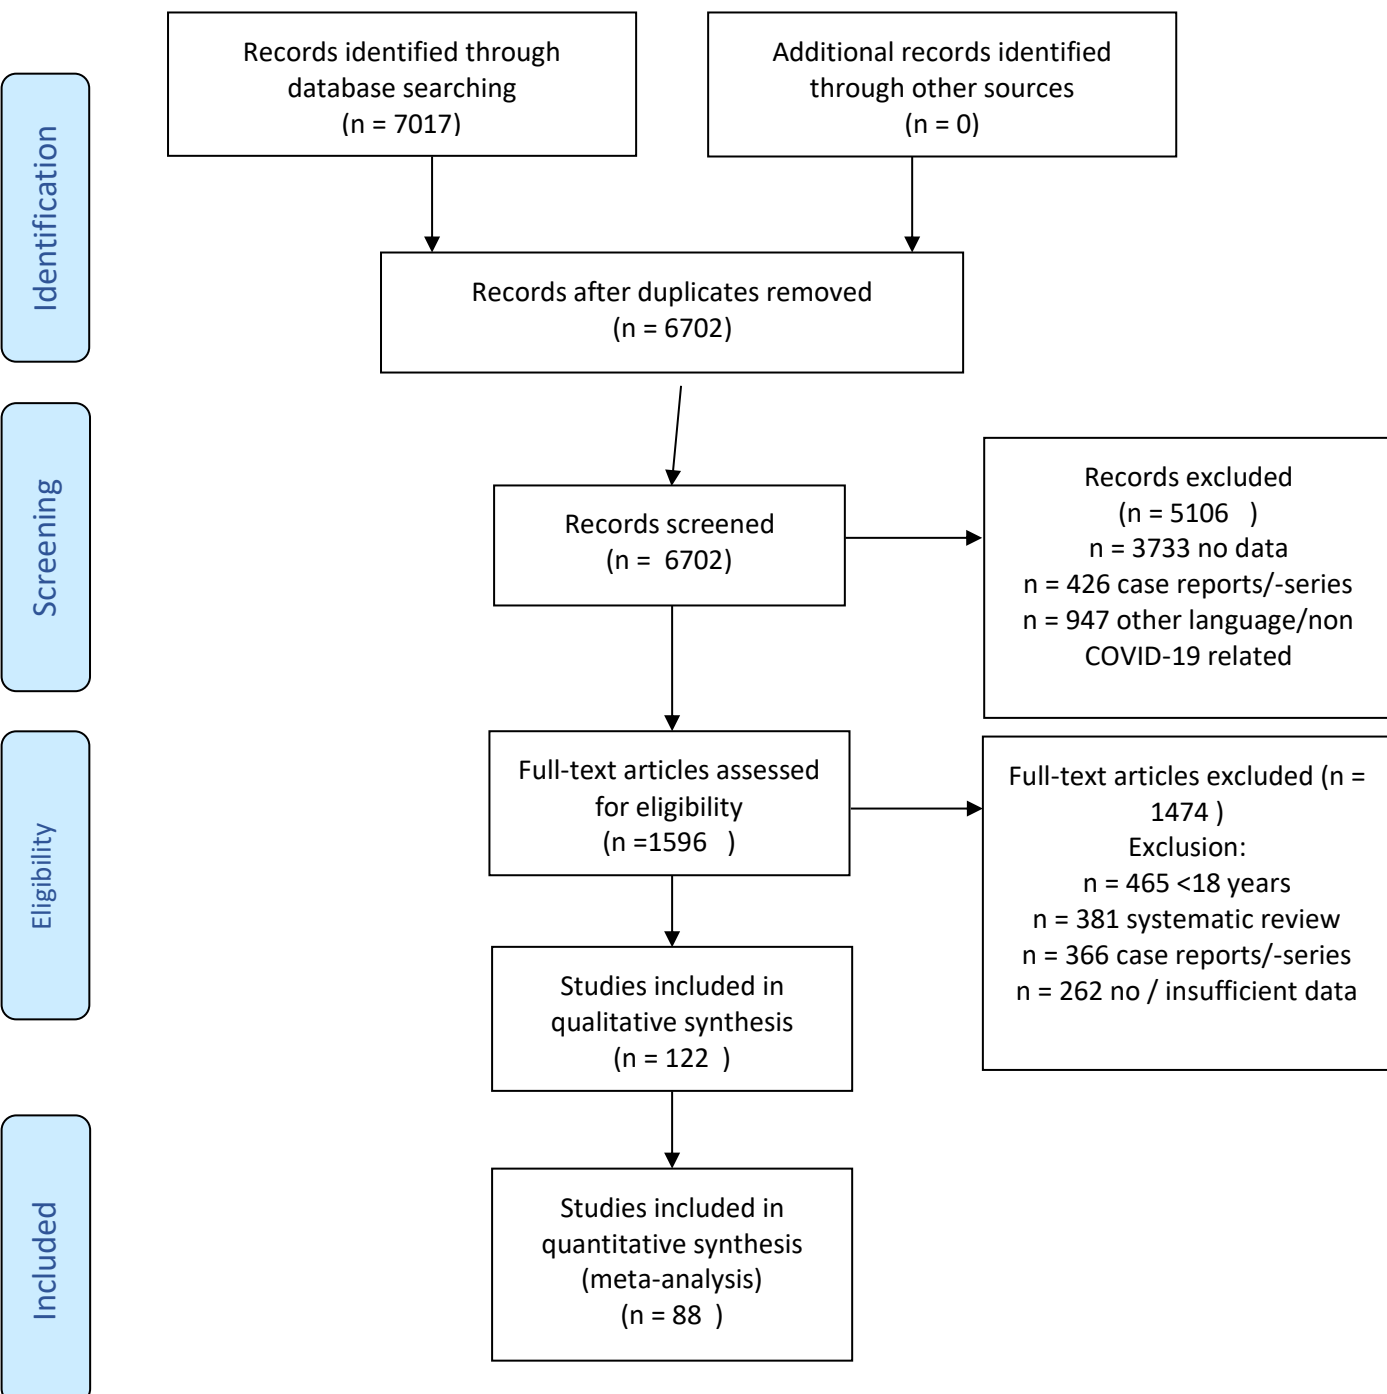 Identification
Records identified through
database searching
(n = 7017)
Additional records identified
through other sources
(n = 0)
Records after duplicates removed
(n = 6702)
Screening
Records screened
(n =  6702)
Records excluded
(n = 5106   )
n = 3733 no data
n = 426 case reports/-series
n = 947 other language/non
COVID-19 related
Eligibility
Full-text articles assessed
for eligibility
(n =1596   )
Full-text articles excluded (n =
1474 )
Exclusion:
n = 465 <18 years
n = 381 systematic review
n = 366 case reports/-series
n = 262 no / insufficient data
Studies included in
qualitative synthesis
(n = 122  )
Included
Studies included in
quantitative synthesis
(meta-analysis)
(n = 88  )